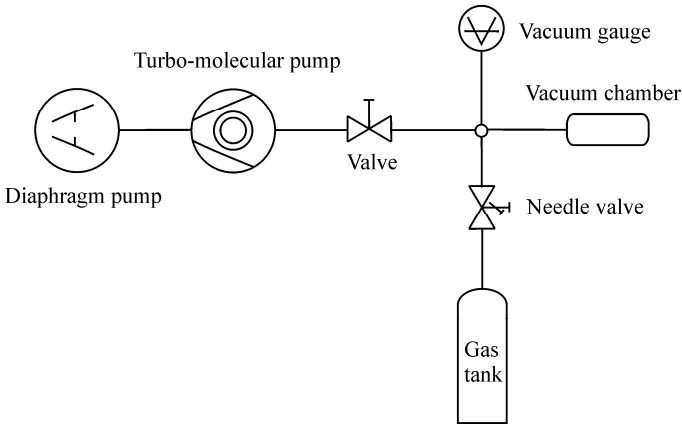 Vacuum gauge
Turbo-molecular pump
Vacuum chamber
Valve
Diaphragm pump
Needle valve
Gas
tank